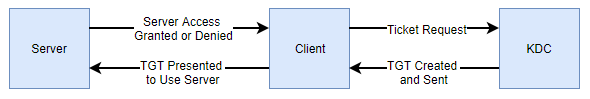 Server
Server Access
Granted or Denied
TGT Presented
to Use Server
Client
Ticket Request
TGT Created
and Sent
KDC